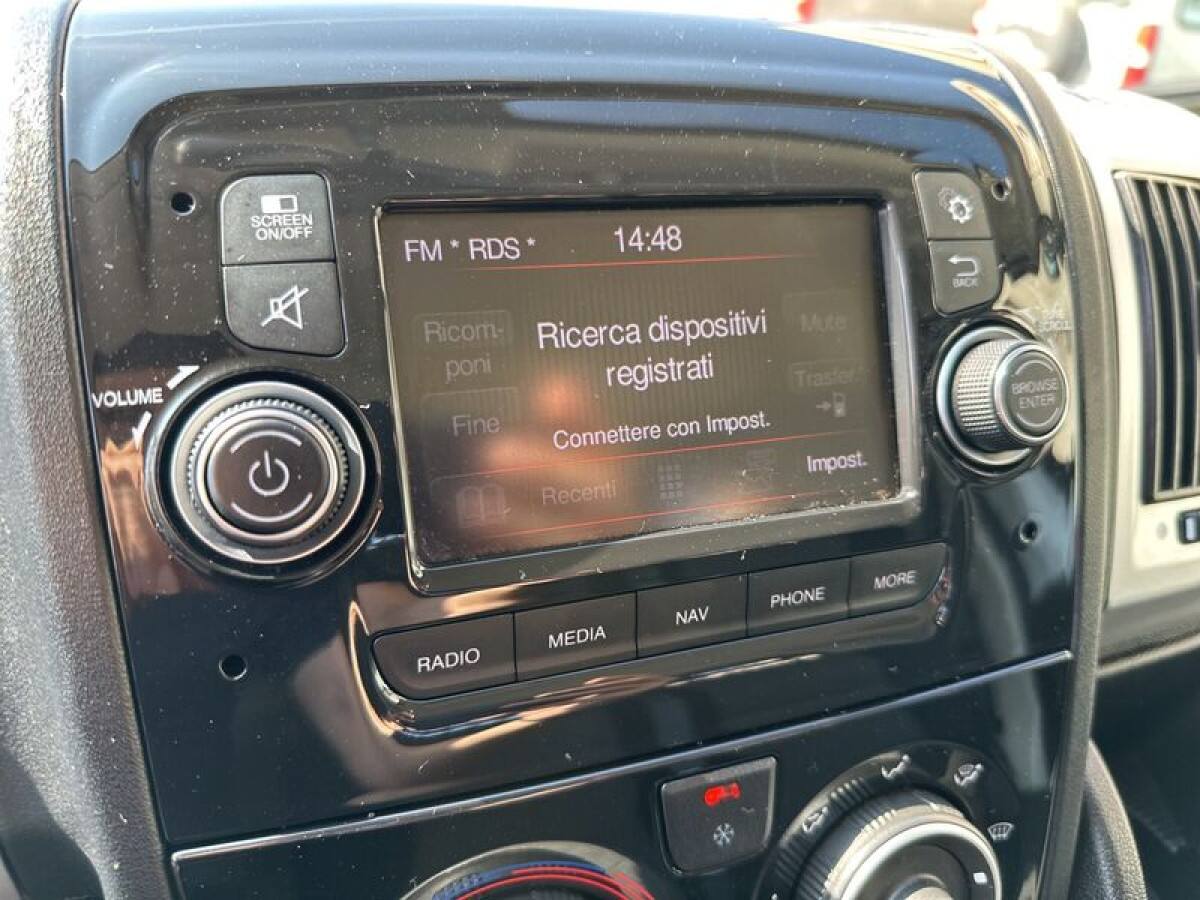 SCREEN
ON/OFF
VOLUME
FM * RDS *
14:48
Ricerca dispositivi
registrati
Connettere con Impost.
Impost.
Ricom-
poni
Fine
Recenti
Mute
Trasfer.
BACK
BROWSE
ENTER
RADIO
MEDIA
NAV
PHONE
MORE